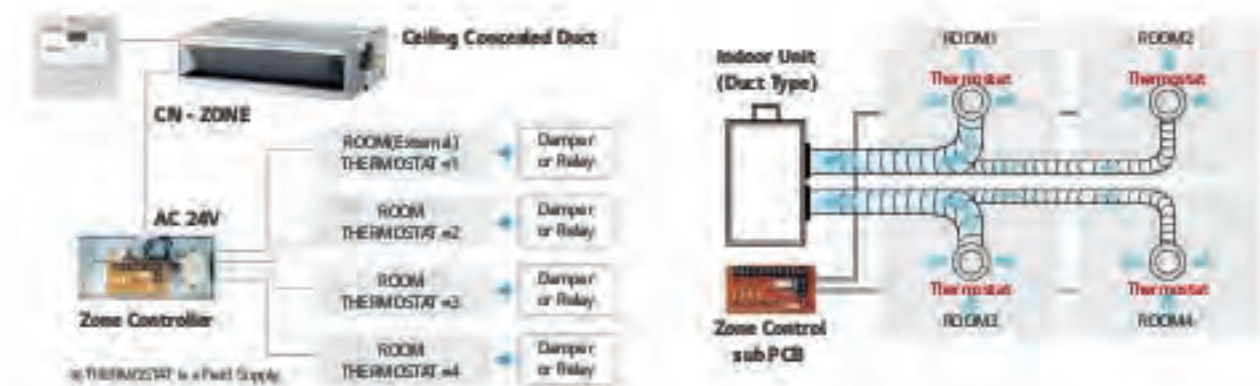 Ceiling Concealed Duct
CN - ZONE
ROOM(External)
THERMOSTAT #1
Damper
or Relay
AC 24V
ROOM
THERMOSTAT #2
Damper
or Relay
ROOM
THERMOSTAT #3
Damper
or Relay
Zone Controller
ROOM
THERMOSTAT #4
Damper
or Relay
※ THERMOSTAT is a Field Supply
Indoor Unit
(Duct Type)
ROOM1
ROOM2
Thermostat
Thermostat
Thermostat
Thermostat
ROOM3
ROOM4
Zone Control
sub PCB